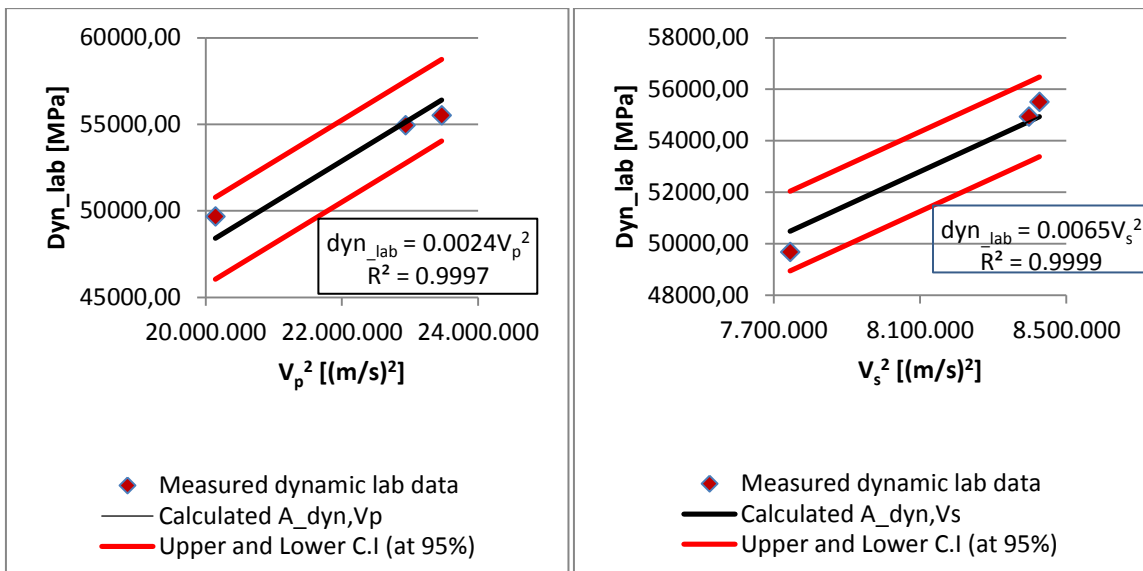 60000,00
55000,00
50000,00
45000,00
Dyn_lab [MPa]
20.0000.000 22.000.000 24.000.000
Vp² [(m/s)²]
dyn_lab = 0.0024Vp²
R² = 0.9997
Measured dynamic lab data
Calculated A_dyn,Vp
Upper and Lower C.I (at 95%)
58000,00
56000,00
54000,00
52000,00
50000,00
48000,00
Dyn_lab [MPa]
7.700.000 8.100.000 8.500.000
Vs² [(m/s)²]
dyn_lab = 0.0065Vs²
R² = 0.9999
Measured dynamic lab data
Calculated A_dyn,Vs
Upper and Lower C.I (at 95%)